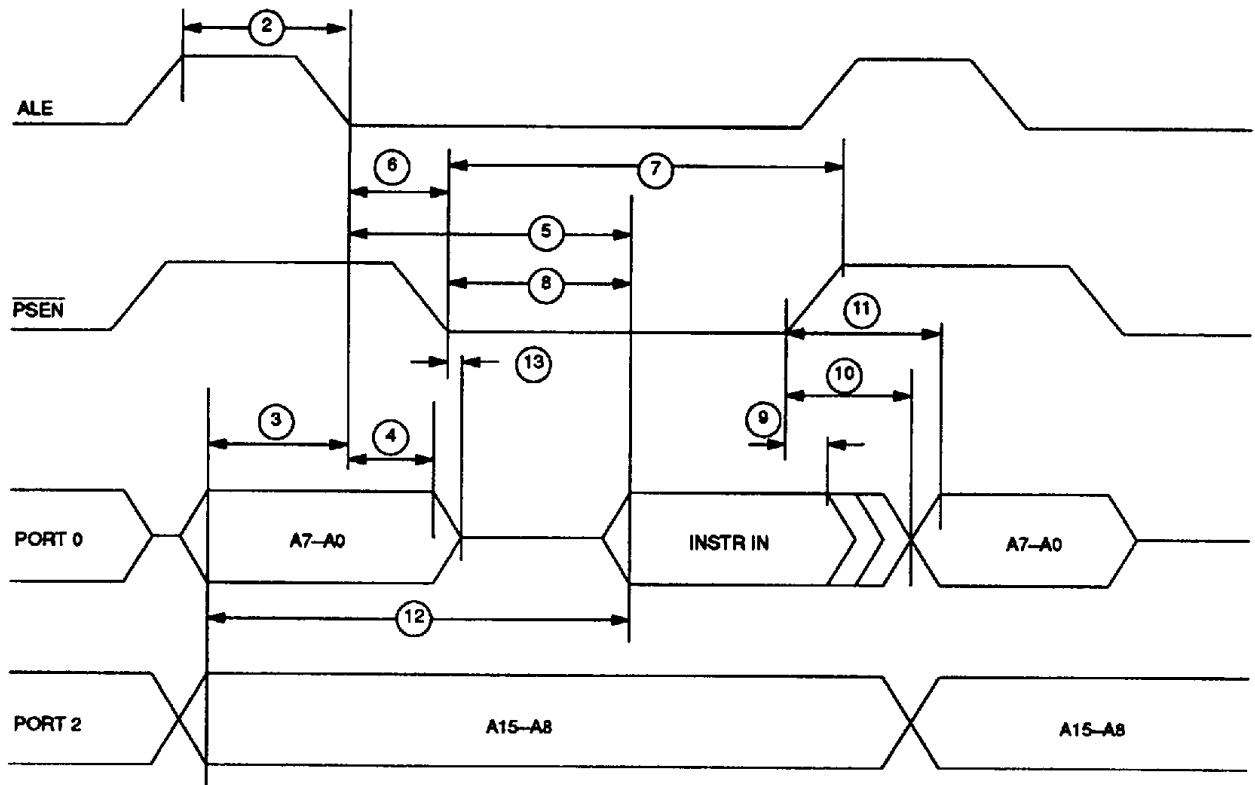 2
ALE
6
7
5
8
PSEN
11
13
10
3
9
4
PORT 0
A7–A0
INSTR IN
A7–A0
12
PORT 2
A15–A8
A15–A8